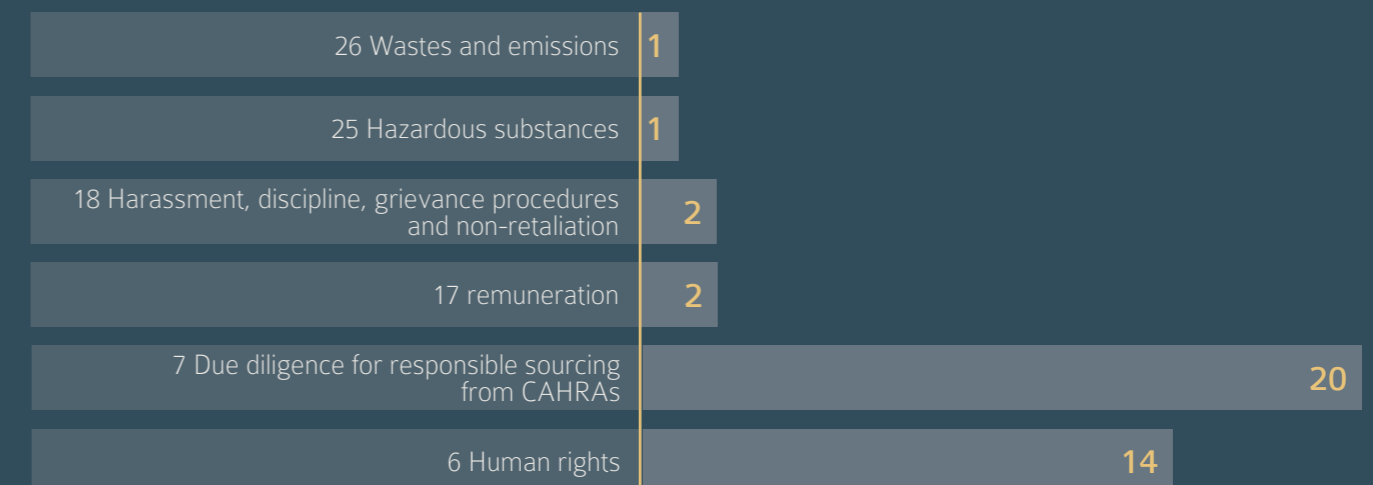 26 Wastes and emissions 1
25 Hazardous substances 1
18 Harassment, discipline, grievance procedures
and non-retaliation 2
17 remuneration 2
7 Due diligence for responsible sourcing
from CAHRAs 20
6 Human rights 14